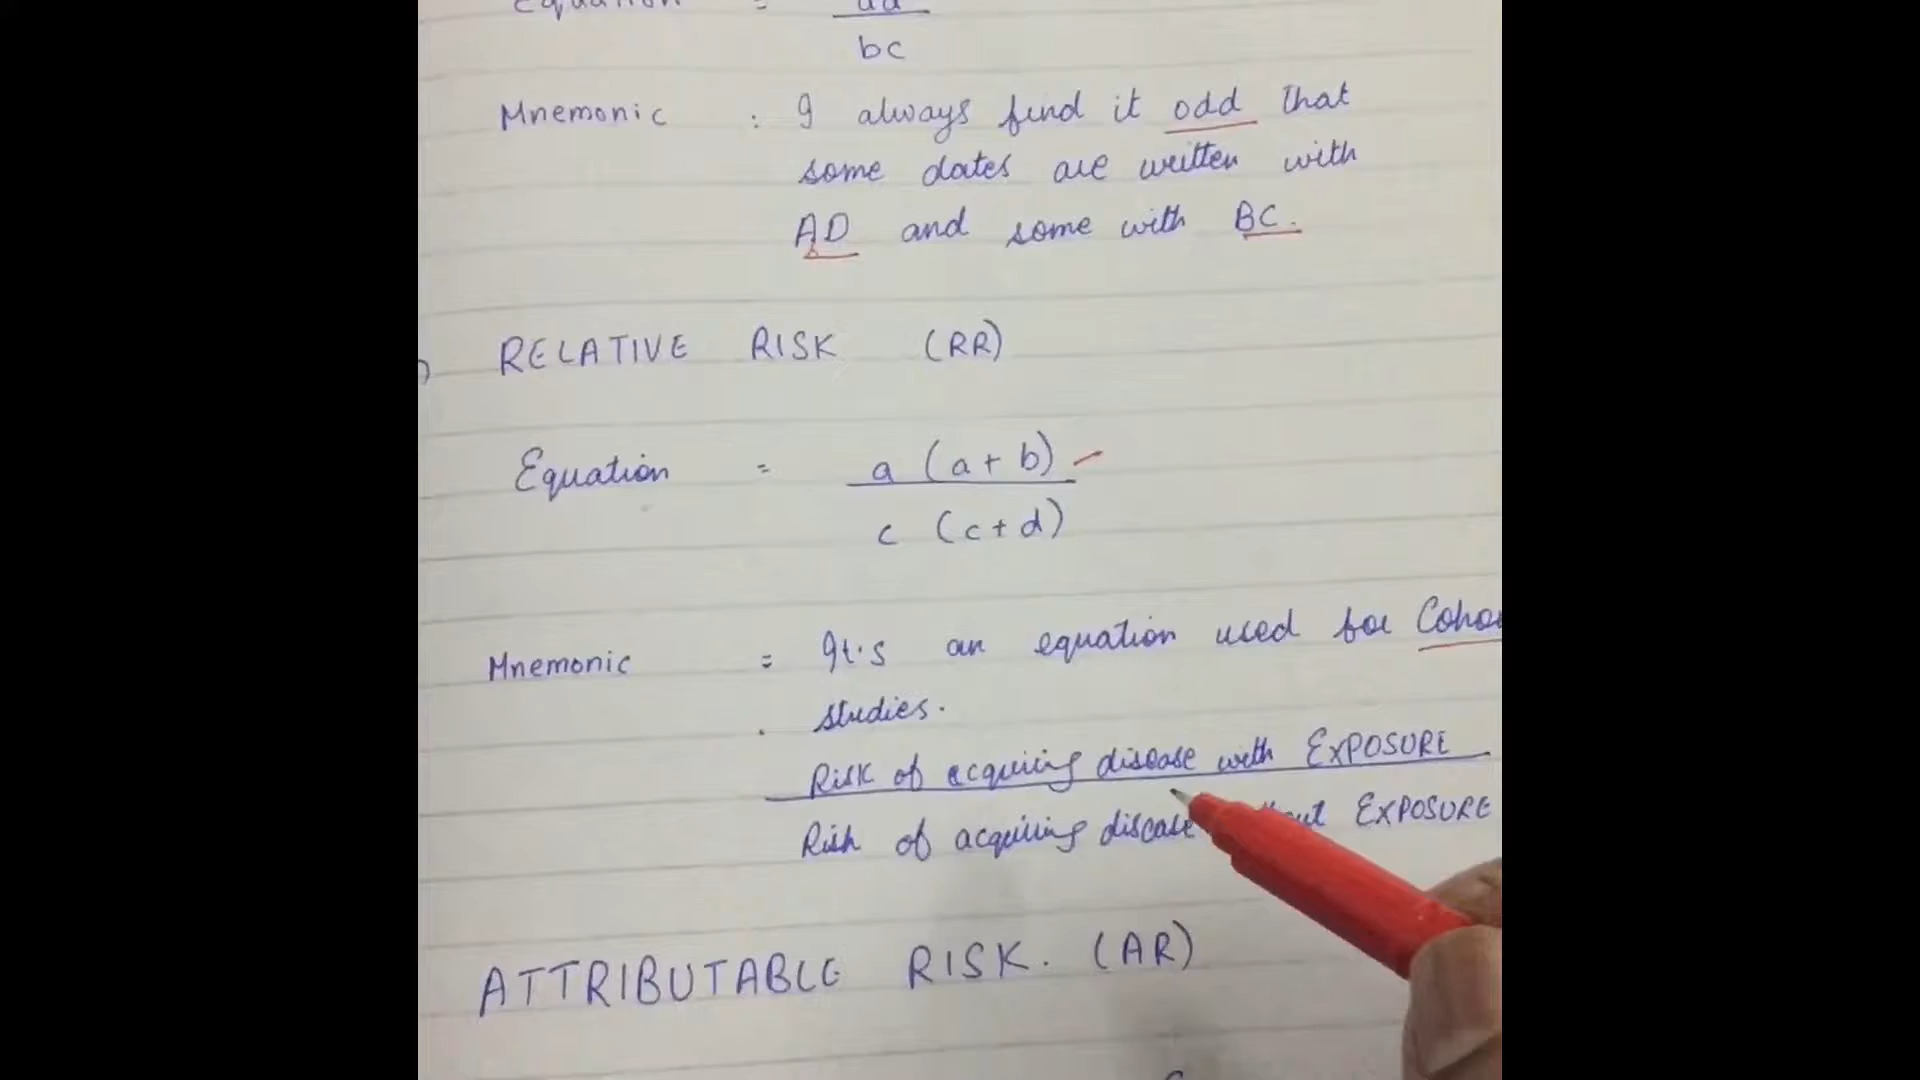 Equation = ad
bc
Mnemonic : I always find it odd that
some dates are written with
AD and some with BC.
RELATIVE RISK (RR)
Equation = a (a+b)
c (c+d)
Mnemonic = It's an equation used for
studies.
Risk of acquiring disease with EXPOSURE
Risk of acquiring disease EXPOSURE
ATTRIBUTABLE RISK. (AR)